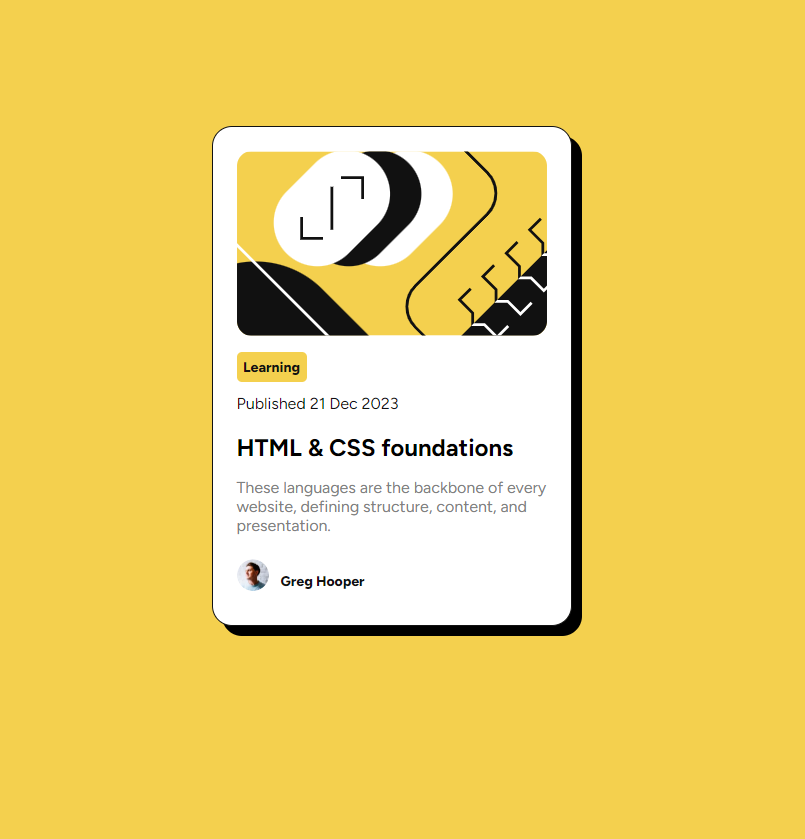 Learning
Published 21 Dec 2023
HTML & CSS foundations
These languages are the backbone of every
website, defining structure, content, and
presentation.
Greg Hooper